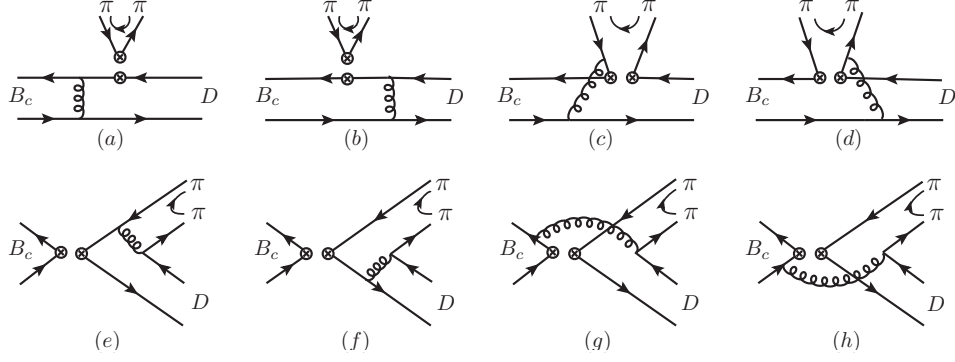 π π π π π π π π
B_c D B_c D B_c D B_c D
(a) (b) (c) (d)
π π π π
π π π π
B_c B_c B_c B_c
D D D D
(e) (f) (g) (h)